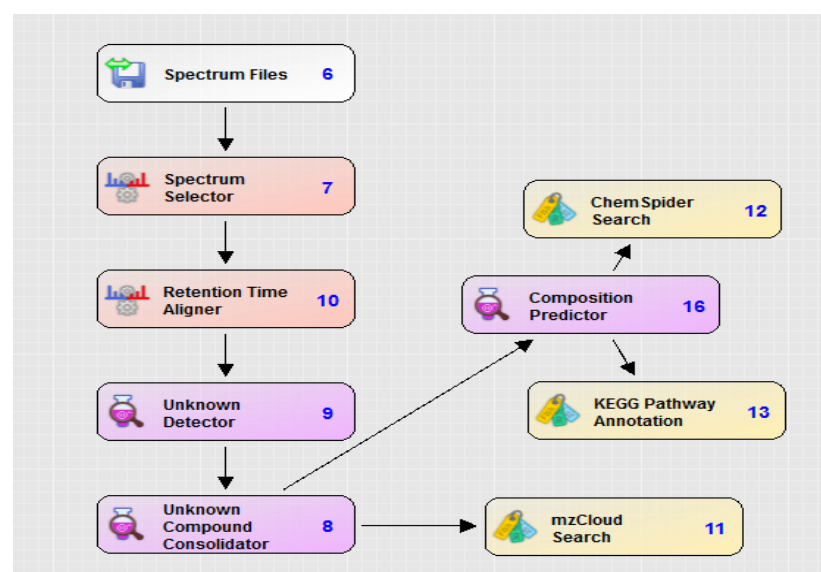 Spectrum Files 6
Spectrum
Selector 7
Retention Time
Aligner 10
Unknown
Detector 9
Unknown
Compound
Consolidator 8
ChemSpider
Search 12
Composition
Predictor 16
KEGG Pathway
Annotation 13
mzCloud
Search 11